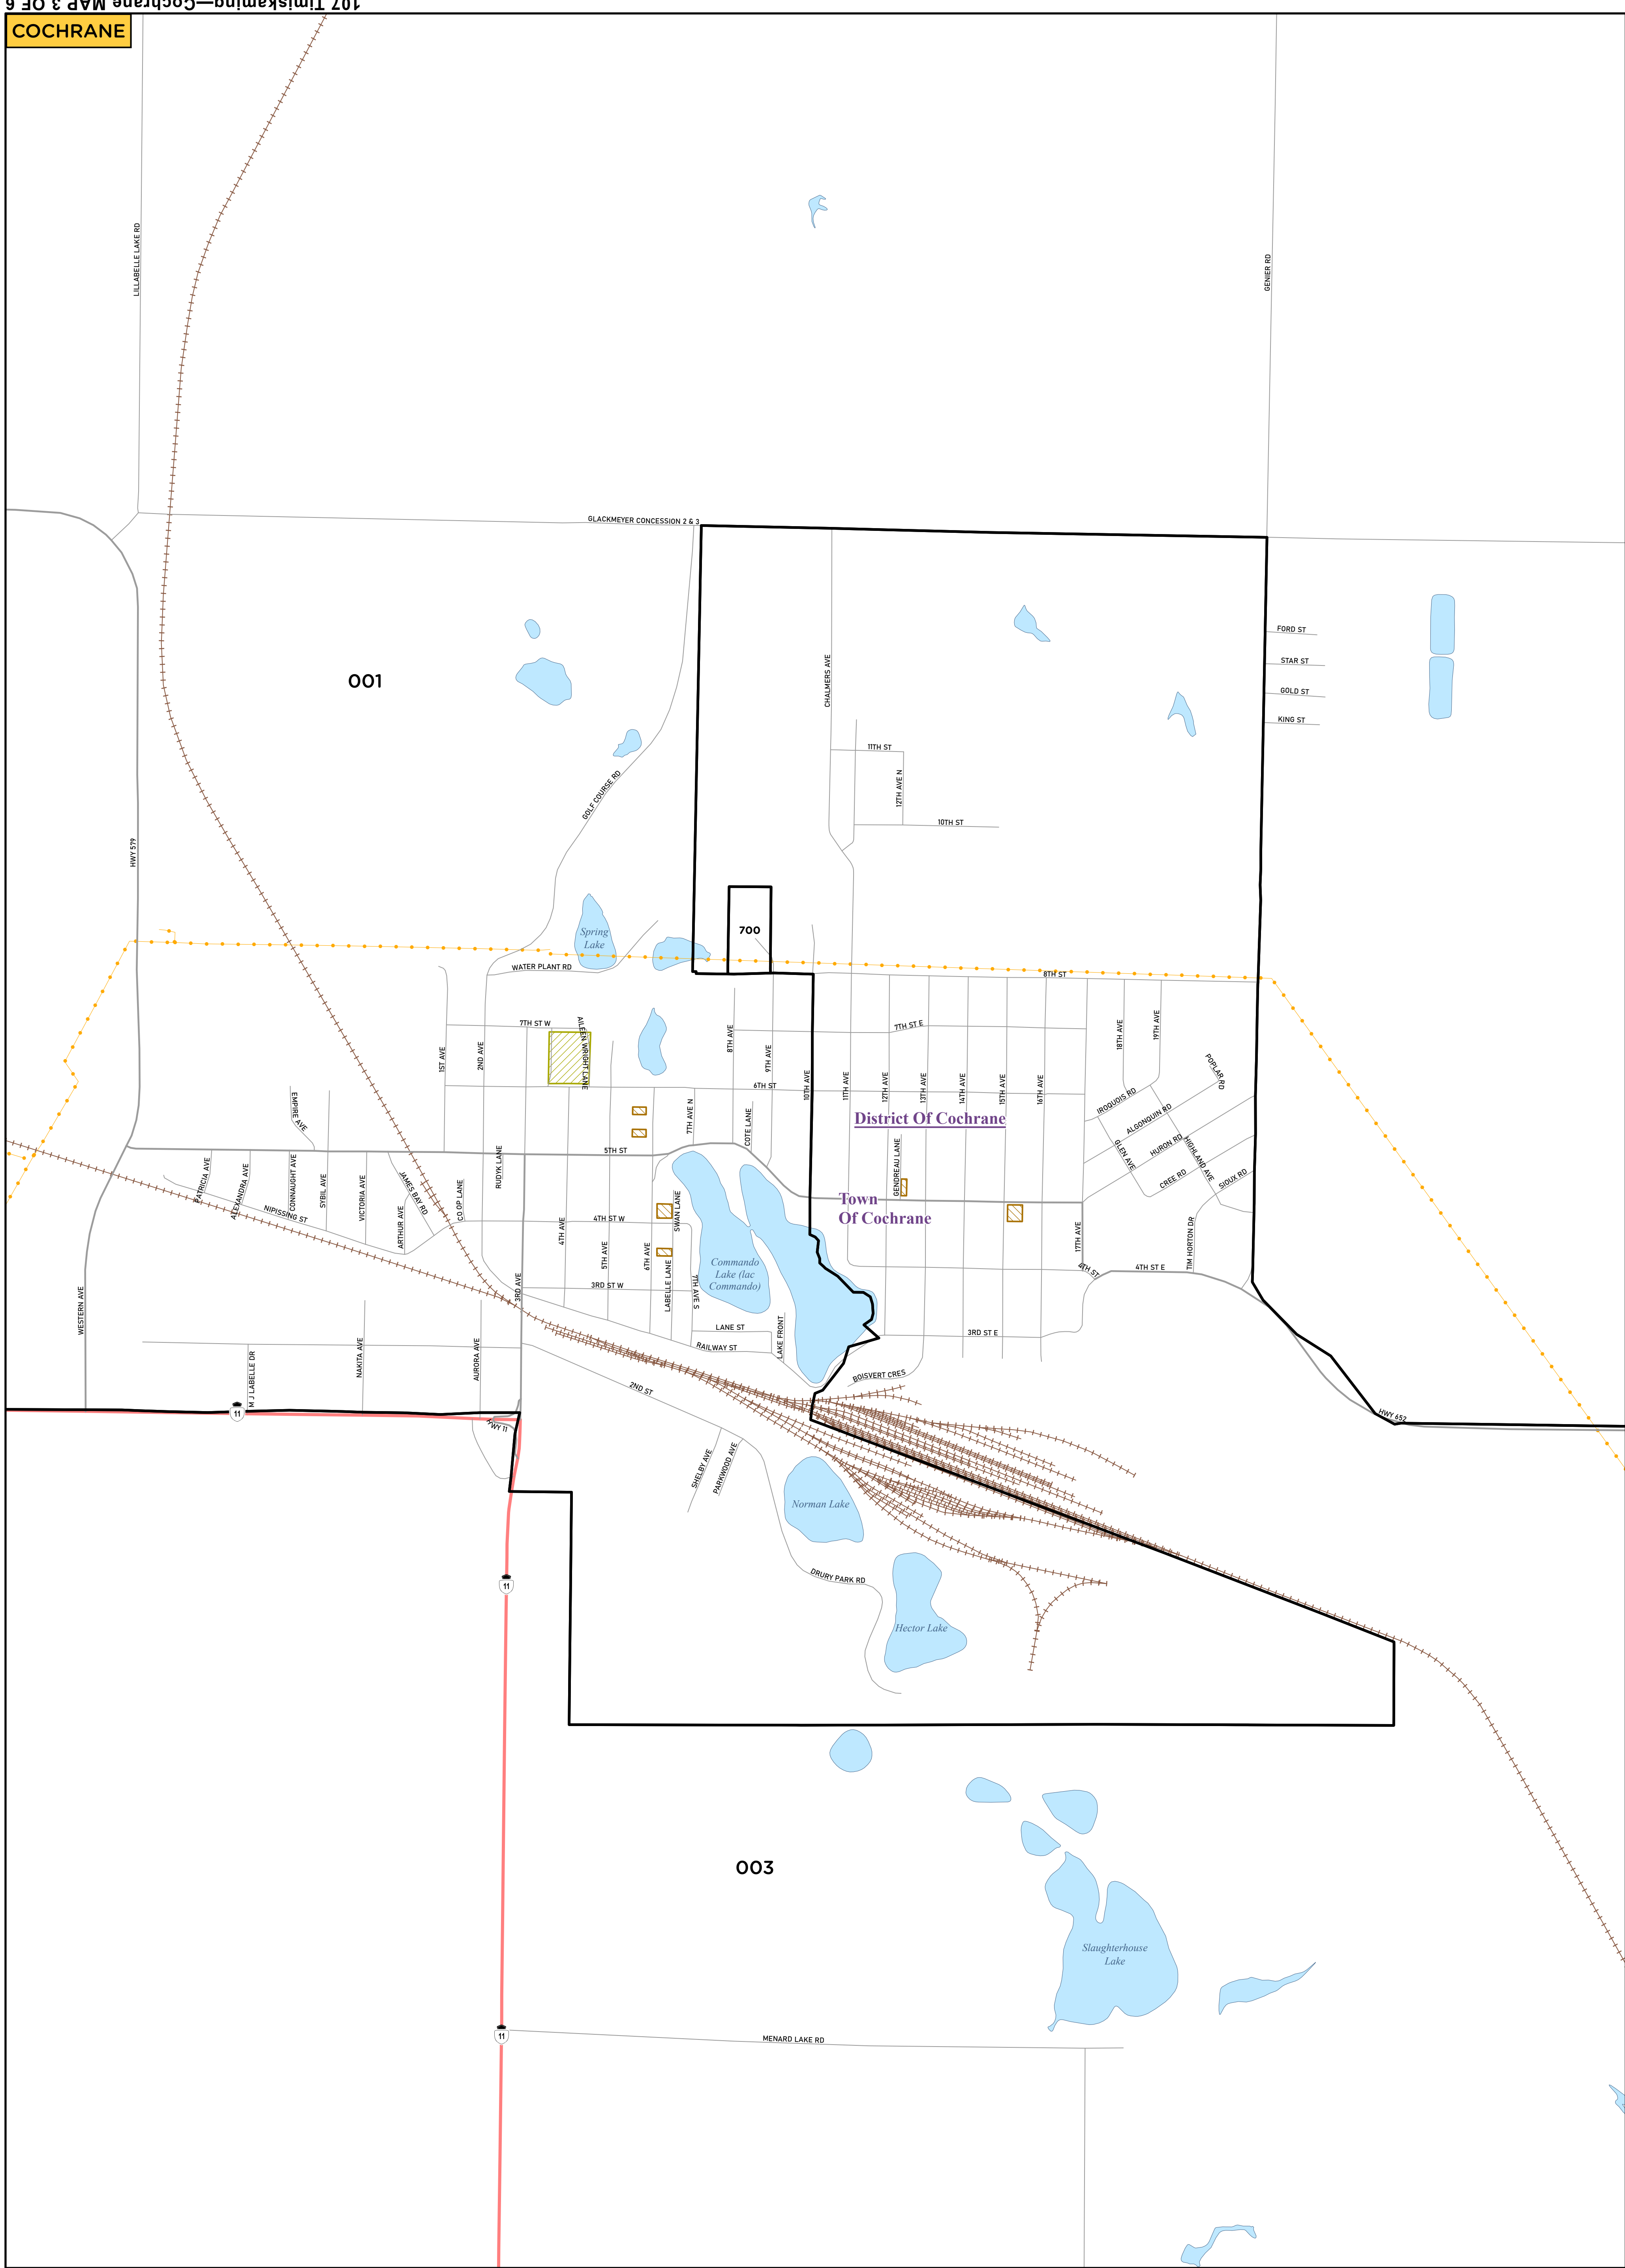 107 Timiskaming—Cochrane MAP 3 OF 6
COCHRANE
LILLABELLE LAKE RD
GENIER RD
GLACKMEYER CONCESSION 2 & 3
FORD ST
STAR ST
GOLD ST
KING ST
001
CHALMERS AVE
11TH ST
12TH AVE N
10TH ST
GOLF COURSE RD
HWY 579
Spring
Lake
700
WATER PLANT RD
8TH ST
7TH ST W
AILEEN WRIGHT LANE
7TH ST E
1ST AVE
2ND AVE
8TH AVE
9TH AVE
10TH AVE
11TH AVE
12TH AVE
13TH AVE
14TH AVE
15TH AVE
16TH AVE
18TH AVE
19TH AVE
POPLAR RD
6TH ST
IROQUOIS RD
ALGONQUIN RD
HURON RD
GLEN AVE
HIGHLAND AVE
CREE RD
SIOUX RD
EMPIRE AVE
7TH AVE N
COTE LANE
District Of Cochrane
5TH ST
RUDYK LANE
GENDREAU LANE
PATRICIA AVE
ALEXANDRA AVE
CONNAUGHT AVE
SYBIL AVE
VICTORIA AVE
JAMES BAY RD
ARTHUR AVE
CO OP LANE
NIPISSING ST
4TH AVE
4TH ST W
SWAN LANE
Town
Of Cochrane
5TH AVE
6TH AVE
LABELLE LANE
7TH AVE S
Commando
Lake (lac
Commando)
17TH AVE
TIM HORTON DR
4TH ST
4TH ST E
WESTERN AVE
3RD AVE
3RD ST W
LANE ST
LAKE FRONT
RAILWAY ST
3RD ST E
BOISVERT CRES
M J LABELLE DR
NAKITA AVE
AURORA AVE
2ND ST
11
HWY 11
HWY 652
SHELBY AVE
PARKWOOD AVE
Norman Lake
11
DRURY PARK RD
Hector Lake
003
Slaughterhouse
Lake
11
MENARD LAKE RD